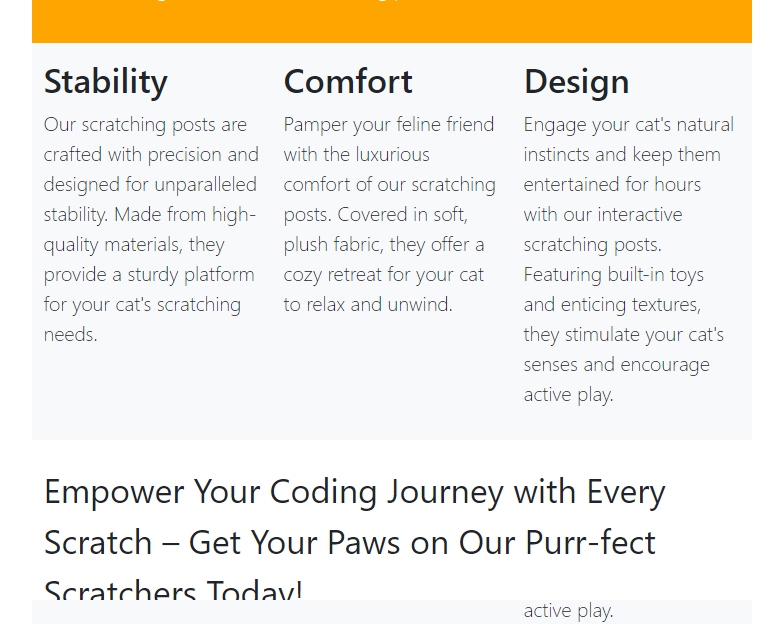 Stability
Our scratching posts are
crafted with precision and
designed for unparalleled
stability. Made from high-
quality materials, they
provide a sturdy platform
for your cat's scratching
needs.
Comfort
Pamper your feline friend
with the luxurious
comfort of our scratching
posts. Covered in soft,
plush fabric, they offer a
cozy retreat for your cat
to relax and unwind.
Design
Engage your cat's natural
instincts and keep them
entertained for hours
with our interactive
scratching posts.
Featuring built-in toys
and enticing textures,
they stimulate your cat's
senses and encourage
active play.
Empower Your Coding Journey with Every
Scratch – Get Your Paws on Our Purr-fect
Scratchers Today!
active play.